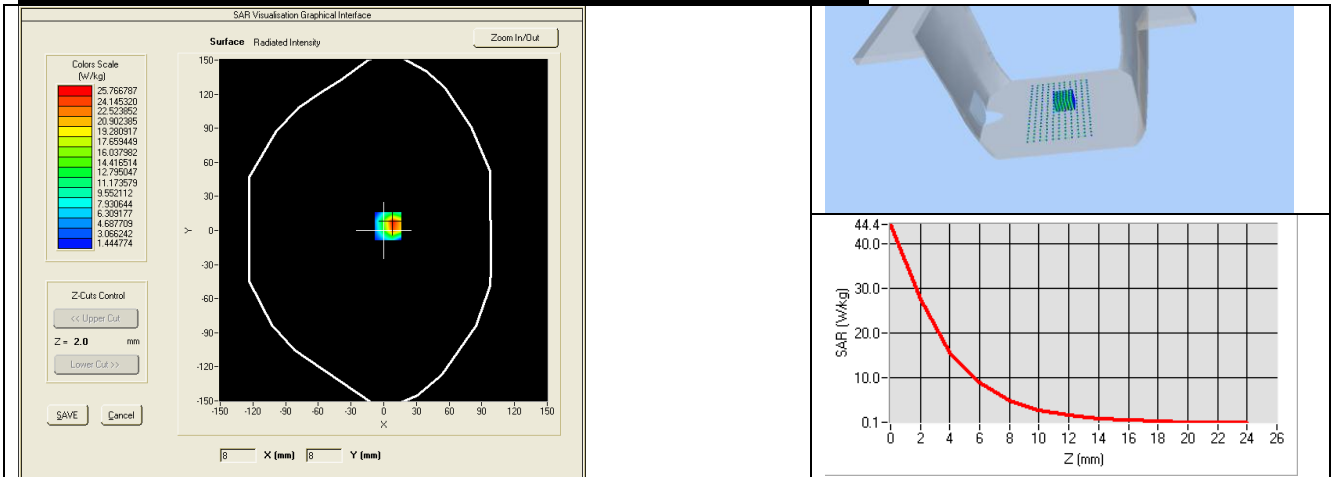 SAR Visualisation Graphical Interface
Surface Radiated Intensity
Zoom In/Out
Colors Scale
(W/kg)
25.766787
24.145320
22.523852
20.902385
19.280917
17.659449
16.037982
14.416514
12.795047
11.173579
9.552112
7.930644
6.309177
4.687709
3.066242
1.444774
Z-Cuts Control
<< Upper Cut
Z = 2.0 mm
Lower Cut >>
SAVE Cancel
150
120
90
60
30
0
-30
-60
-90
-120
-150
Y
-150 -120 -90 -60 -30 0 30 60 90 120 150
X
8 X (mm) 8 Y (mm)
44.4
40.0
30.0
20.0
10.0
0.1
SAR (W/kg)
0 2 4 6 8 10 12 14 16 18 20 22 24 26
Z (mm)